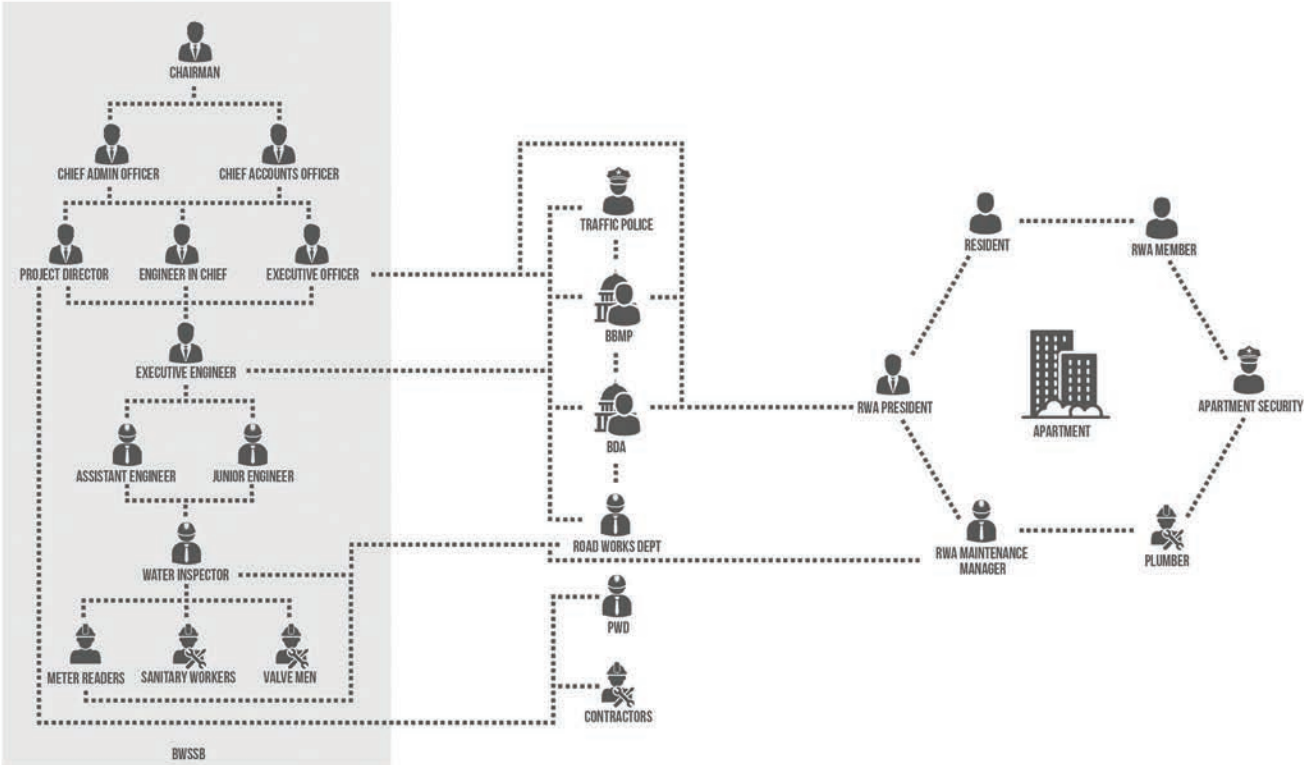 CHAIRMAN
CHIEF ADMIN OFFICER
CHIEF ACCOUNTS OFFICER
PROJECT DIRECTOR
ENGINEER IN CHIEF
EXECUTIVE OFFICER
EXECUTIVE ENGINEER
ASSISTANT ENGINEER
JUNIOR ENGINEER
WATER INSPECTOR
METER READERS
SANITARY WORKERS
VALVE MEN
BWSSB
TRAFFIC POLICE
BBMP
BDA
ROAD WORKS DEPT
PWD
CONTRACTORS
RESIDENT
RWA MEMBER
RWA PRESIDENT
APARTMENT
APARTMENT SECURITY
RWA MAINTENANCE
MANAGER
PLUMBER